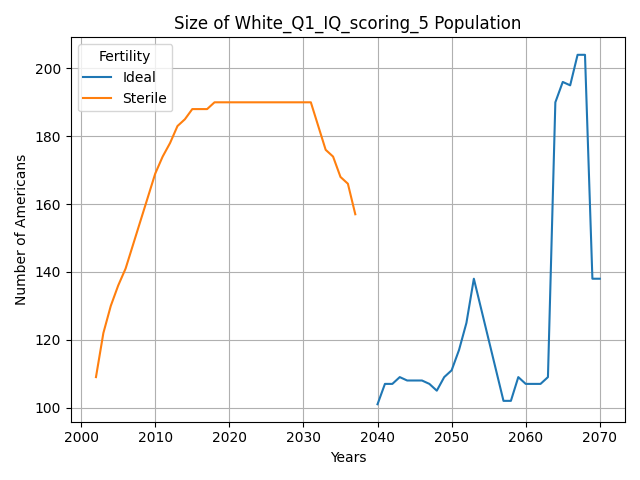 Size of White_Q1_IQ_scoring_5 Population
Fertility
Ideal
Sterile
Number of Americans
200
180
160
140
120
100
2000 2010 2020 2030 2040 2050 2060 2070
Years